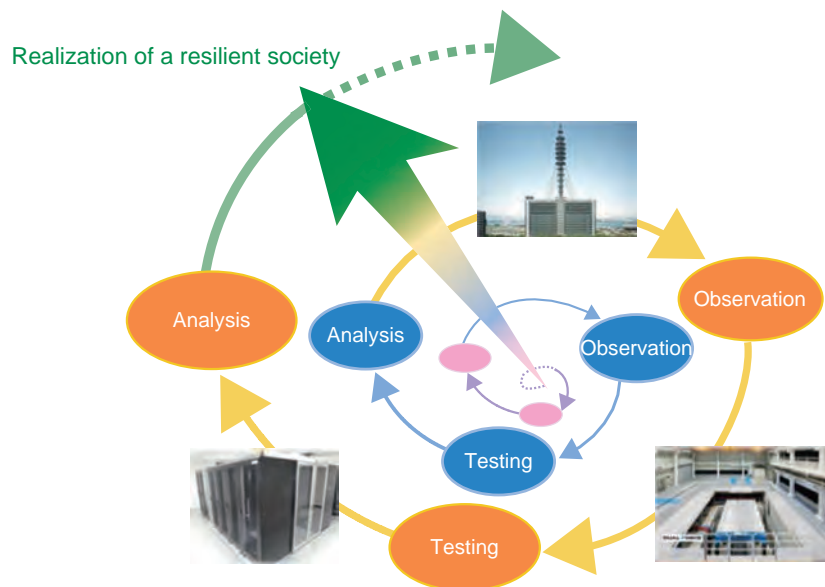 Realization of a resilient society
Observation
Analysis
Analysis
Observation
Testing
Testing